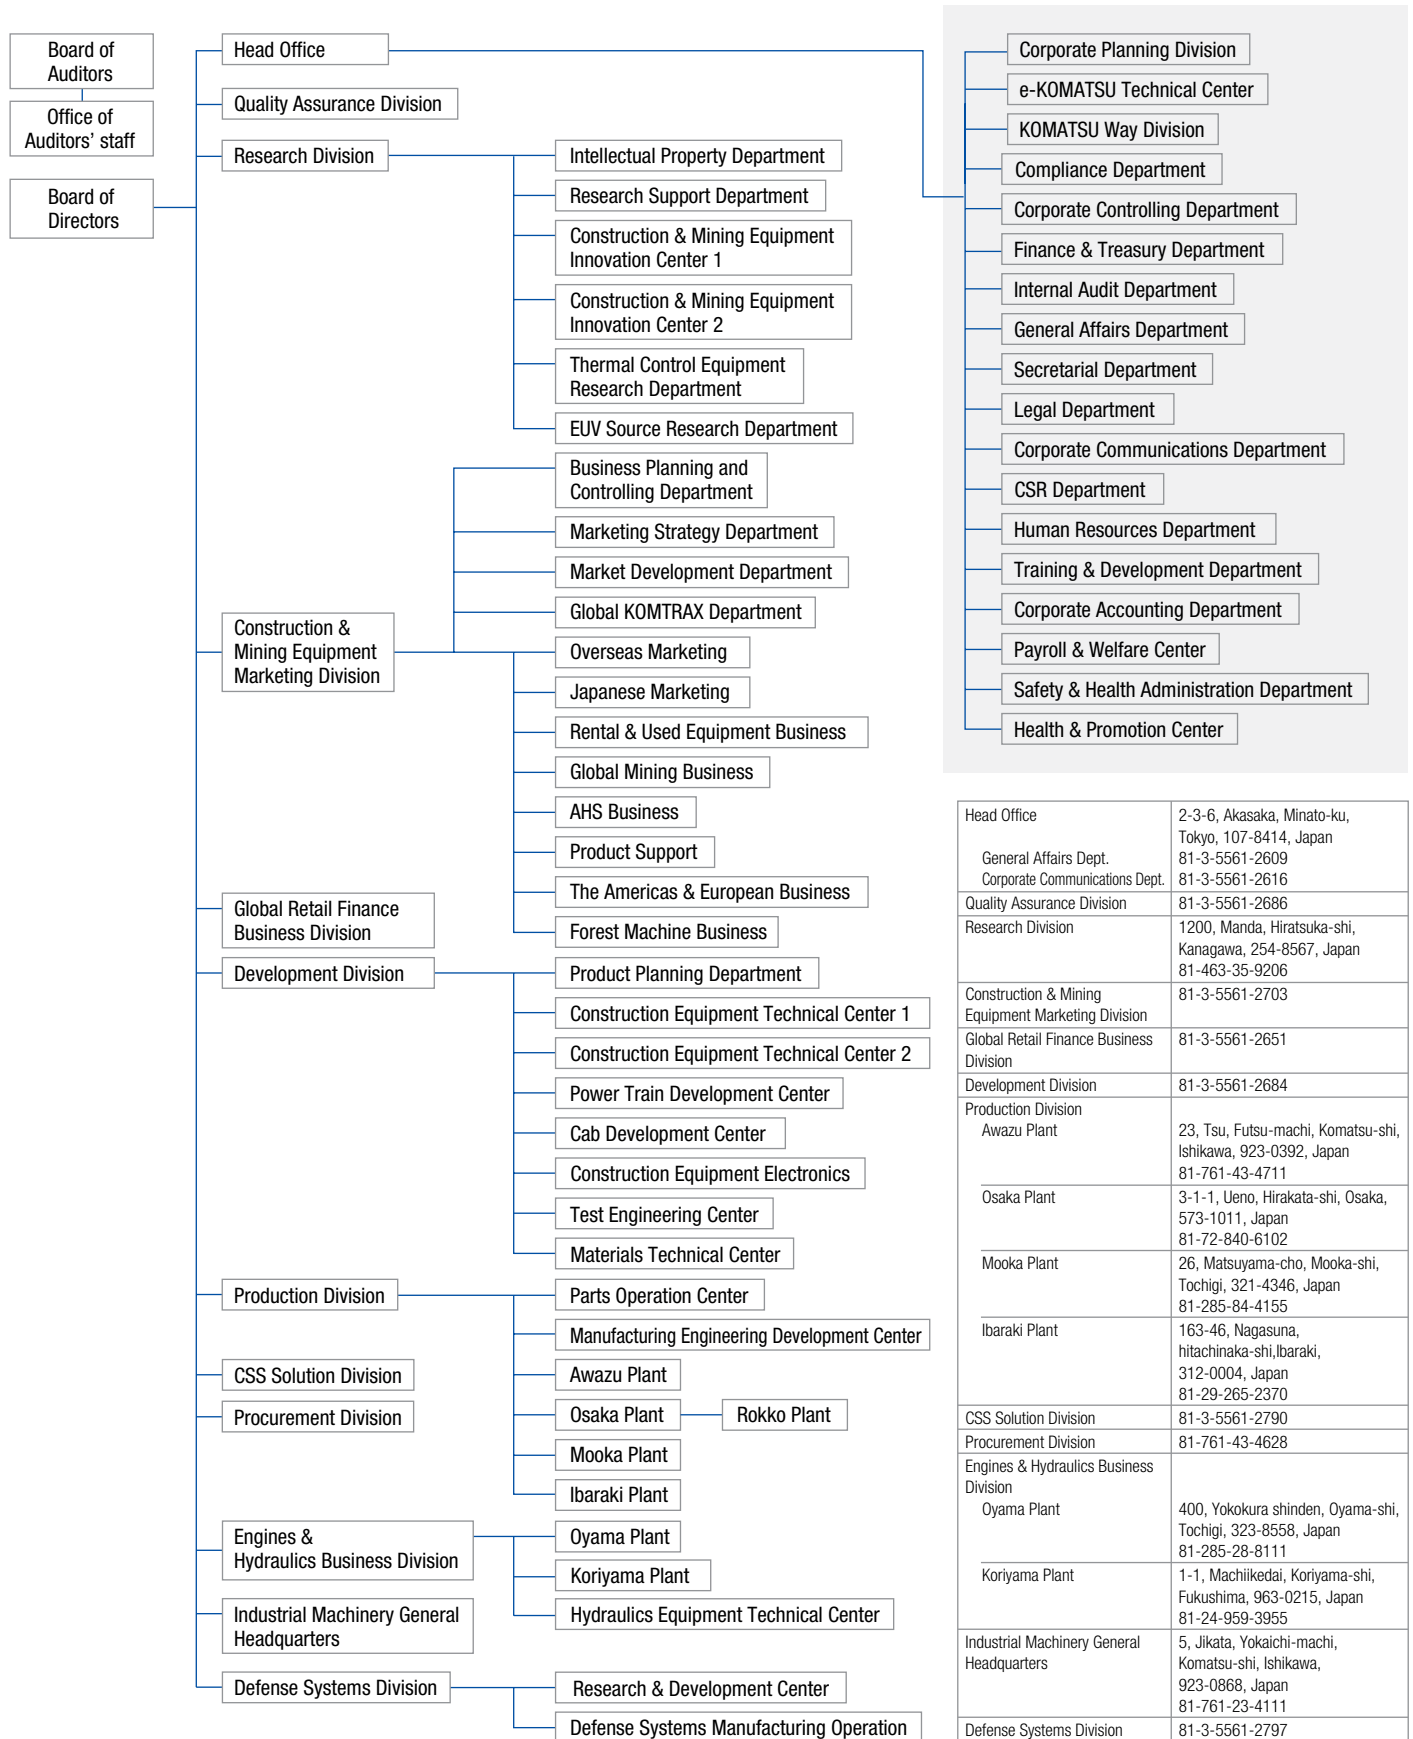 Board of
Auditors
Office of
Auditors' staff
Board of
Directors
Head Office
Quality Assurance Division
Research Division
Intellectual Property Department
Research Support Department
Construction & Mining Equipment
Innovation Center 1
Construction & Mining Equipment
Innovation Center 2
Thermal Control Equipment
Research Department
EUV Source Research Department
Construction &
Mining Equipment
Marketing Division
Business Planning and
Controlling Department
Marketing Strategy Department
Market Development Department
Global KOMTRAX Department
Overseas Marketing
Japanese Marketing
Rental & Used Equipment Business
Global Mining Business
AHS Business
Product Support
The Americas & European Business
Forest Machine Business
Global Retail Finance
Business Division
Development Division
Product Planning Department
Construction Equipment Technical Center 1
Construction Equipment Technical Center 2
Power Train Development Center
Cab Development Center
Construction Equipment Electronics
Test Engineering Center
Materials Technical Center
Production Division
Parts Operation Center
Manufacturing Engineering Development Center
Awazu Plant
Osaka Plant
Rokko Plant
Mooka Plant
Ibaraki Plant
CSS Solution Division
Procurement Division
Engines &
Hydraulics Business Division
Oyama Plant
Koriyama Plant
Hydraulics Equipment Technical Center
Industrial Machinery General
Headquarters
Defense Systems Division
Research & Development Center
Defense Systems Manufacturing Operation
Corporate Planning Division
e-KOMATSU Technical Center
KOMATSU Way Division
Compliance Department
Corporate Controlling Department
Finance & Treasury Department
Internal Audit Department
General Affairs Department
Secretarial Department
Legal Department
Corporate Communications Department
CSR Department
Human Resources Department
Training & Development Department
Corporate Accounting Department
Payroll & Welfare Center
Safety & Health Administration Department
Health & Promotion Center
Head Office 2-3-6, Akasaka, Minato-ku,
Tokyo, 107-8414, Japan
General Affairs Dept. 81-3-5561-2609
Corporate Communications Dept. 81-3-5561-2616
Quality Assurance Division 81-3-5561-2686
Research Division 1200, Manda, Hiratsuka-shi,
Kanagawa, 254-8567, Japan
81-463-35-9206
Construction & Mining 81-3-5561-2703
Equipment Marketing Division
Global Retail Finance Business 81-3-5561-2651
Division
Development Division 81-3-5561-2684
Production Division
Awazu Plant 23, Tsu, Futsu-machi, Komatsu-shi,
Ishikawa, 923-0392, Japan
81-761-43-4711
Osaka Plant 3-1-1, Ueno, Hirakata-shi, Osaka,
573-1011, Japan
81-72-840-6102
Mooka Plant 26, Matsuyama-cho, Mooka-shi,
Tochigi, 321-4346, Japan
81-285-84-4155
Ibaraki Plant 163-46, Nagasuna,
hitachinaka-shi,Ibaraki,
312-0004, Japan
81-29-265-2370
CSS Solution Division 81-3-5561-2790
Procurement Division 81-761-43-4628
Engines & Hydraulics Business
Division
Oyama Plant 400, Yokokura shinden, Oyama-shi,
Tochigi, 323-8558, Japan
81-285-28-8111
Koriyama Plant 1-1, Machiikedai, Koriyama-shi,
Fukushima, 963-0215, Japan
81-24-959-3955
Industrial Machinery General 5, Jikata, Yokaichi-machi,
Headquarters Komatsu-shi, Ishikawa,
923-0868, Japan
81-761-23-4111
Defense Systems Division 81-3-5561-2797